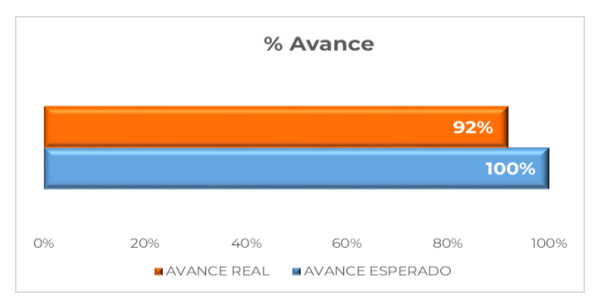 % Avance
92%
100%
0% 20% 40% 60% 80% 100%
AVANCE REAL AVANCE ESPERADO